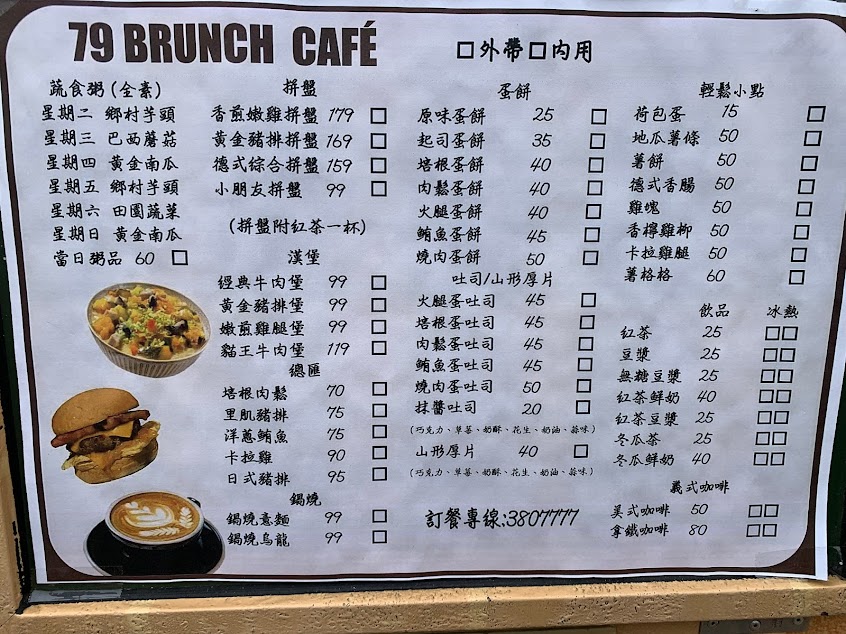 79 BRUNCH CAFÉ
□外帶□內用
蔬食粥(全素)
星期二 鄉村芋頭
星期三 巴西蘑菇
星期四 黃金南瓜
星期五 鄉村芋頭
星期六 田園蔬菜
星期日 黃金南瓜
當日粥品 60 □
拼盤
香煎嫩雞拼盤 179 □
黃金豬排拼盤 169 □
德式綜合拼盤 159 □
小朋友拼盤 99 □
(拼盤附紅茶一杯)
漢堡
經典牛肉堡 99 □
黃金豬排堡 99 □
嫩煎雞腿堡 99 □
貓王牛肉堡 119 □
總匯
培根肉鬆 70 □
里肌豬排 75 □
洋蔥鮪魚 75 □
卡拉雞 90 □
日式豬排 95 □
鍋燒
鍋燒意麵 99 □
鍋燒烏龍 99 □
蛋餅
原味蛋餅 25 □
起司蛋餅 35 □
培根蛋餅 40 □
肉鬆蛋餅 40 □
火腿蛋餅 40 □
鮪魚蛋餅 45 □
燒肉蛋餅 50 □
吐司/山形厚片
火腿蛋吐司 45 □
培根蛋吐司 45 □
肉鬆蛋吐司 45 □
鮪魚蛋吐司 45 □
燒肉蛋吐司 50 □
抹醬吐司 20 □
(巧克力、草莓、奶酥、花生、奶油、蒜味)
山形厚片 40 □
(巧克力、草莓、奶酥、花生、奶油、蒜味)
訂餐專線:3807777
輕鬆小點
荷包蛋 15 □
地瓜薯條 50 □
薯餅 50 □
德式香腸 50 □
雞塊 50 □
香檸雞柳 50 □
卡拉雞腿 50 □
薯格格 60 □
飲品 冰熱
紅茶 25 □□
豆漿 25 □□
無糖豆漿 25 □□
紅茶鮮奶 40 □□
紅茶豆漿 25 □□
冬瓜茶 25 □□
冬瓜鮮奶 40 □□
義式咖啡
美式咖啡 50 □□
拿鐵咖啡 80 □□